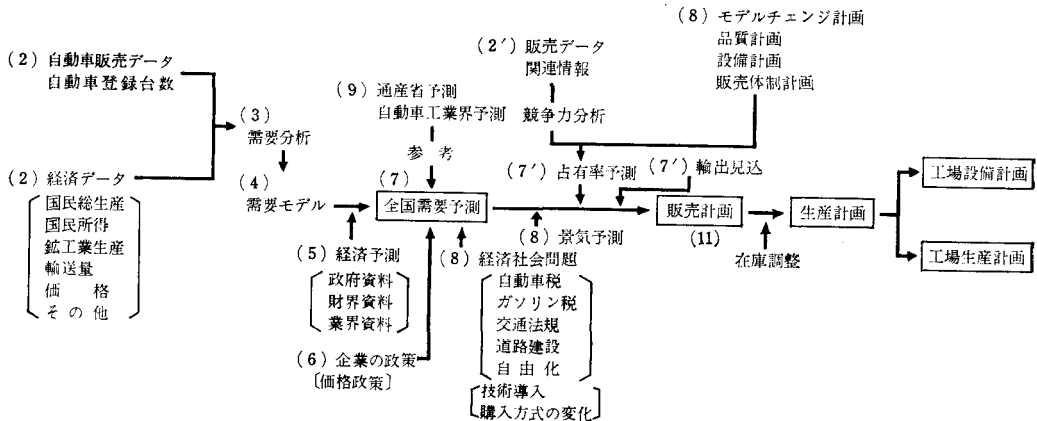 (8) モデルチェンジ計画
品質計画
設備計画
販売体制計画
(2) 自動車販売データ
自動車登録台数
(2′) 販売データ
関連情報
(9) 通産省予測
自動車工業界予測
競争力分析
(3)
需要分析
参考
(7′) 占有率予測
(7′) 輸出見込
(2) 経済データ
国民総生産
国民所得
鉱工業生産
輸送量
価格
その他
(4)
需要モデル
(7)
全国需要予測
販売計画
(11)
生産計画
工場設備計画
工場生産計画
在庫調整
(5) 経済予測
政府資料
財界資料
業界資料
(8) 景気予測
(8) 経済社会問題
自動車税
ガソリン税
交通法規
道路建設
自由化
技術導入
購入方式の変化
(6) 企業の政策
〔価格政策〕